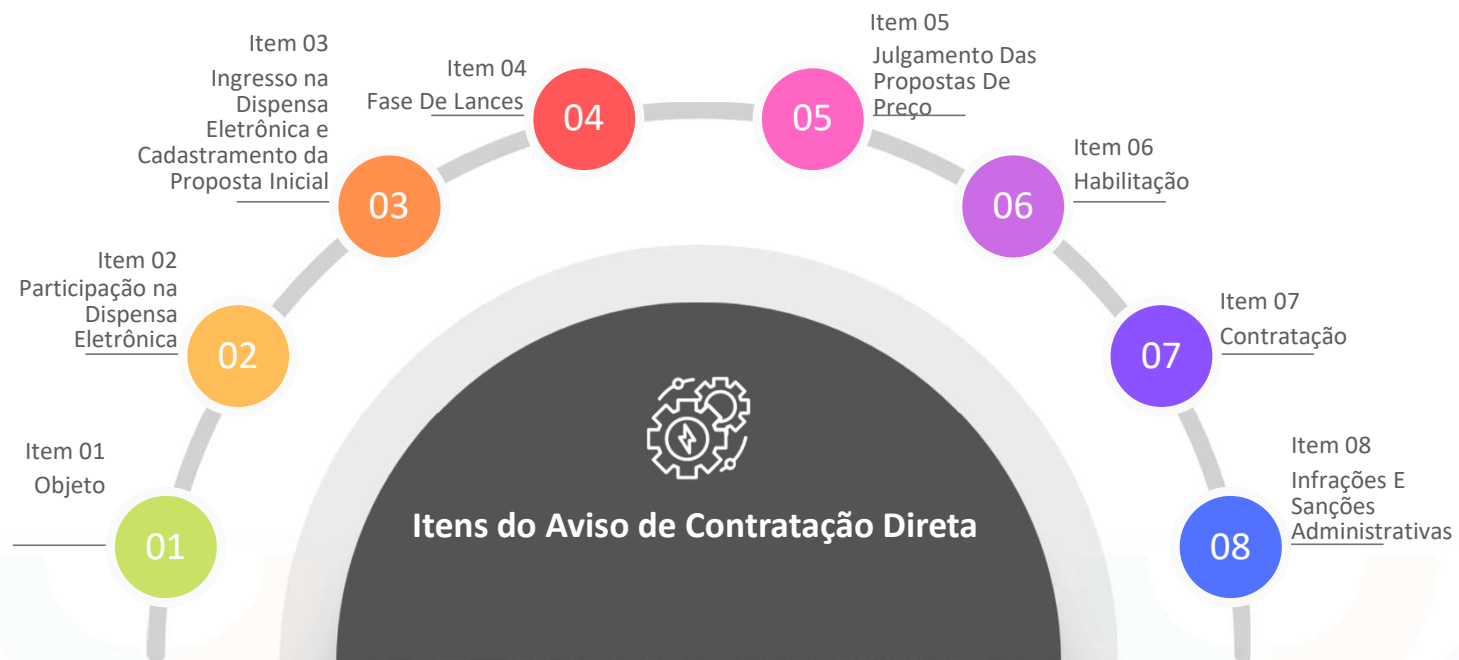 Item 01
Objeto
01
Item 02
Participação na
Dispensa
Eletrônica
02
Item 03
Ingresso na
Dispensa
Eletrônica e
Cadastramento da
Proposta Inicial
03
Item 04
Fase De Lances
04
Item 05
Julgamento Das
Propostas De
Preço
05
Item 06
Habilitação
06
Item 07
Contratação
07
Item 08
Infrações E
Sanções
Administrativas
08
Itens do Aviso de Contratação Direta